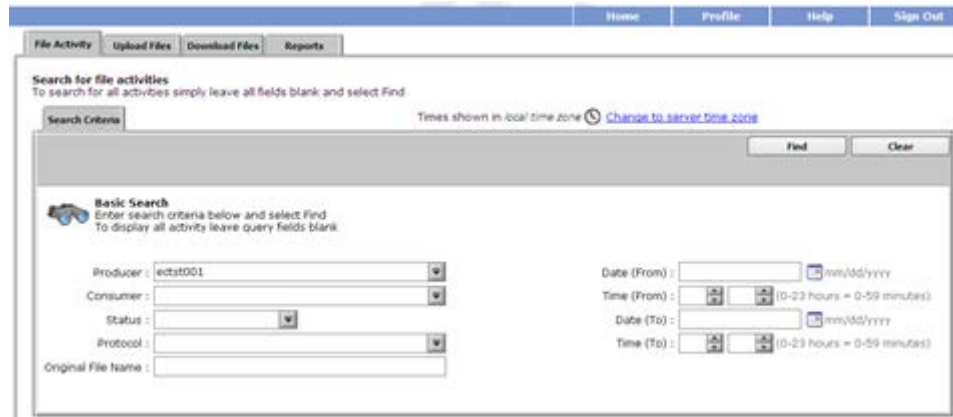 Home Profile Help Sign Out
File Activity Upload Files Download Files Reports
Search for file activities
To search for all activities simply leave all fields blank and select Find
Search Criteria
Times shown in local time zone Change to server time zone
Find Clear
Basic Search
Enter search criteria below and select Find
To display all activity leave query fields blank
Producer : ectst001
Date (From) : mm/dd/yyyy
Consumer :
Time (From) : (0-23 hours = 0-59 minutes)
Status :
Date (To) : mm/dd/yyyy
Protocol :
Time (To) : (0-23 hours = 0-59 minutes)
Original File Name :